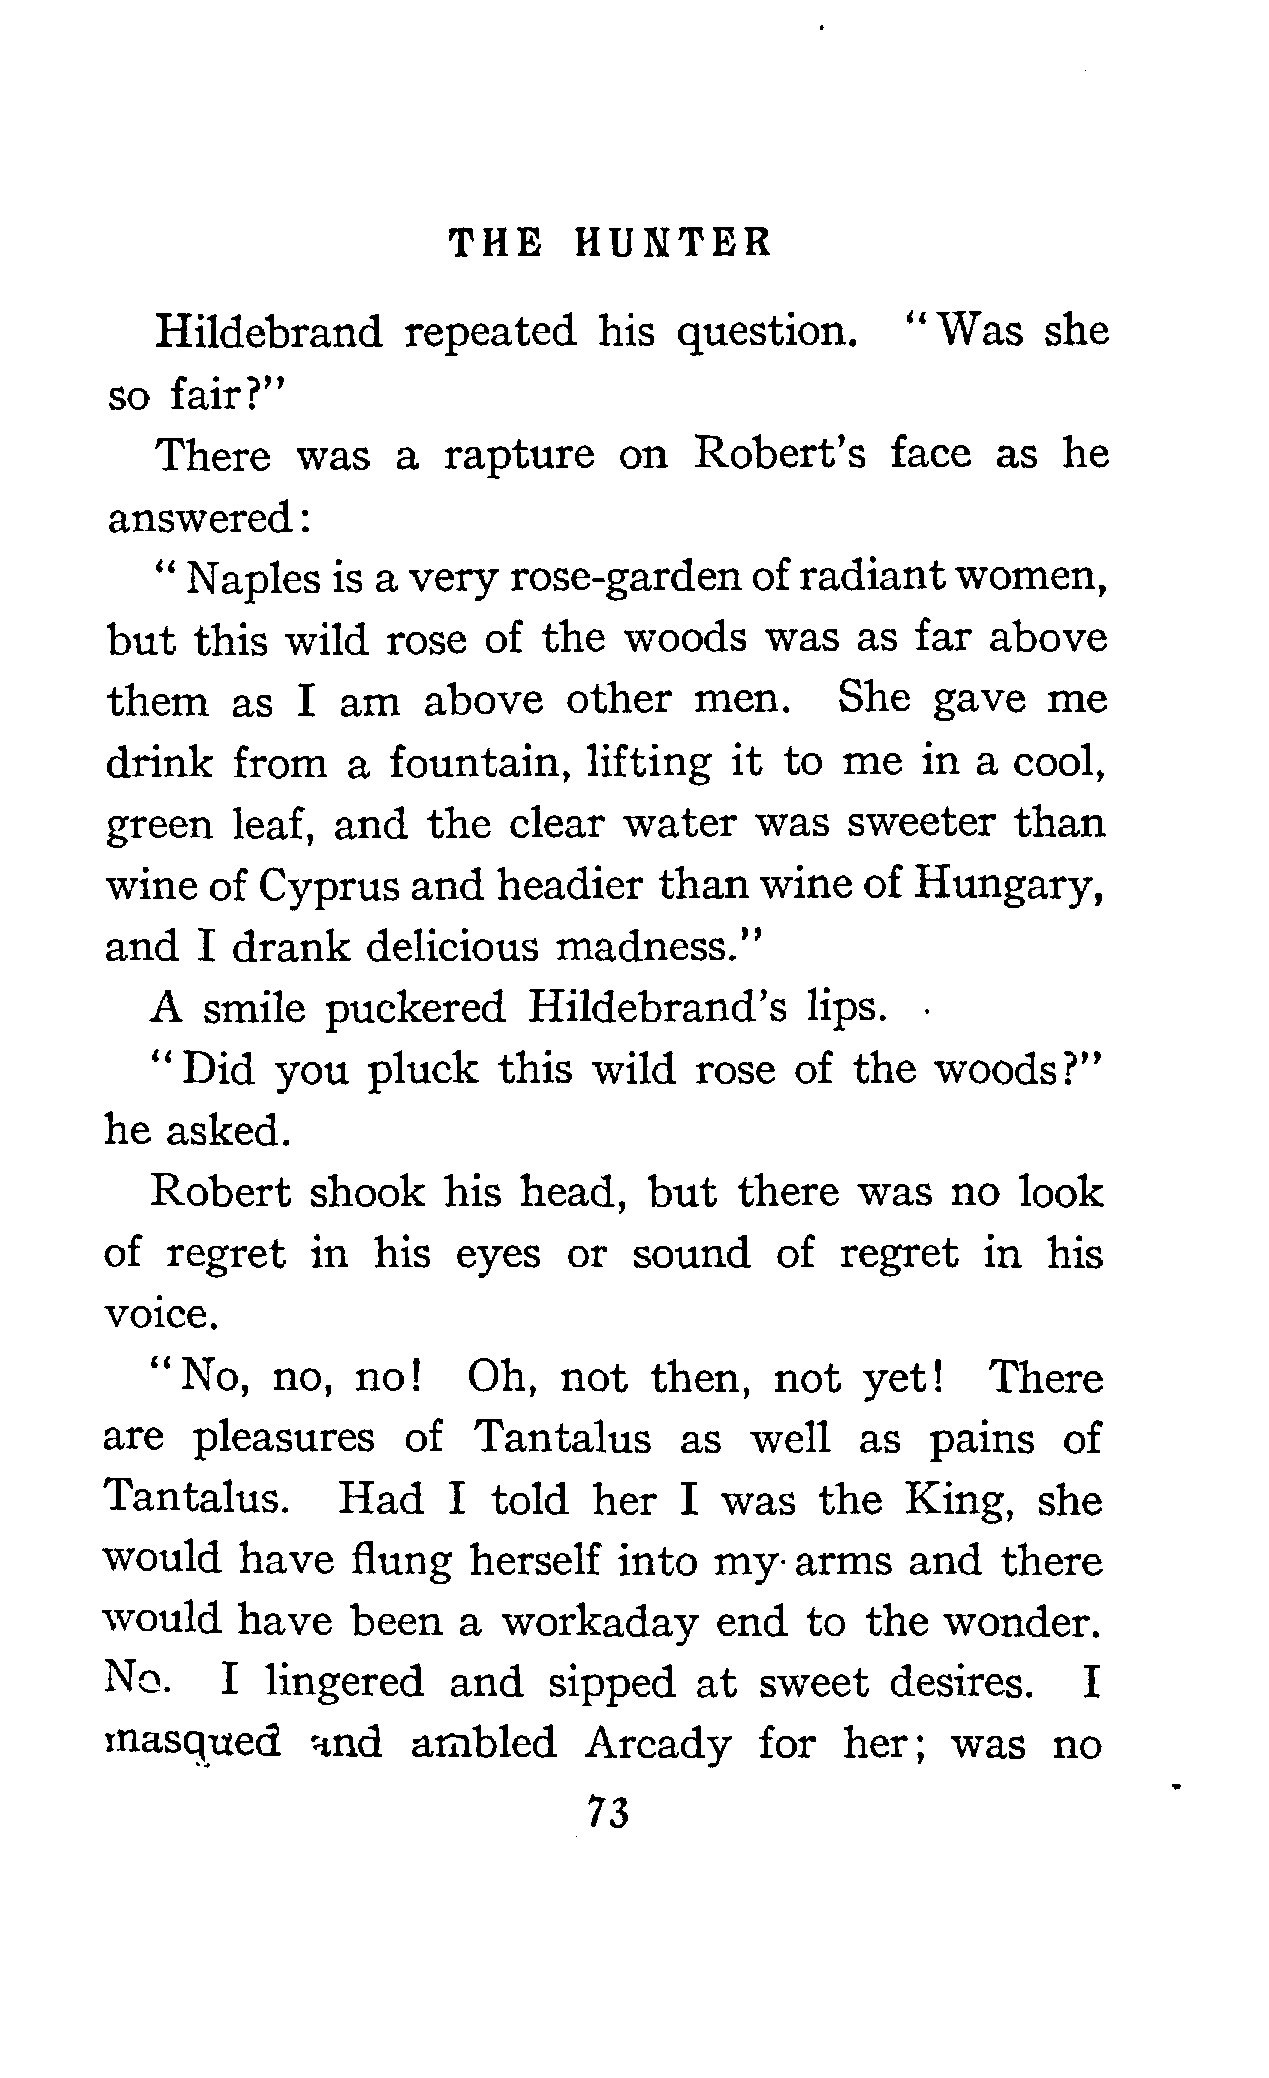 THE HUNTER
Hildebrand repeated his question. "Was she
so fair?"
There was a rapture on Robert's face as he
answered:
"Naples is a very rose-garden of radiant women,
but this wild rose of the woods was as far above
them as I am above other men. She gave me
drink from a fountain, lifting it to me in a cool,
green leaf, and the clear water was sweeter than
wine of Cyprus and headier than wine of Hungary,
and I drank delicious madness."
A smile puckered Hildebrand's lips.
"Did you pluck this wild rose of the woods?"
he asked.
Robert shook his head, but there was no look
of regret in his eyes or sound of regret in his
voice.
"No, no, no! Oh, not then, not yet! There
are pleasures of Tantalus as well as pains of
Tantalus. Had I told her I was the King, she
would have flung herself into my arms and there
would have been a workaday end to the wonder.
No. I lingered and sipped at sweet desires. I
masqued and ambled Arcady for her; was no
73